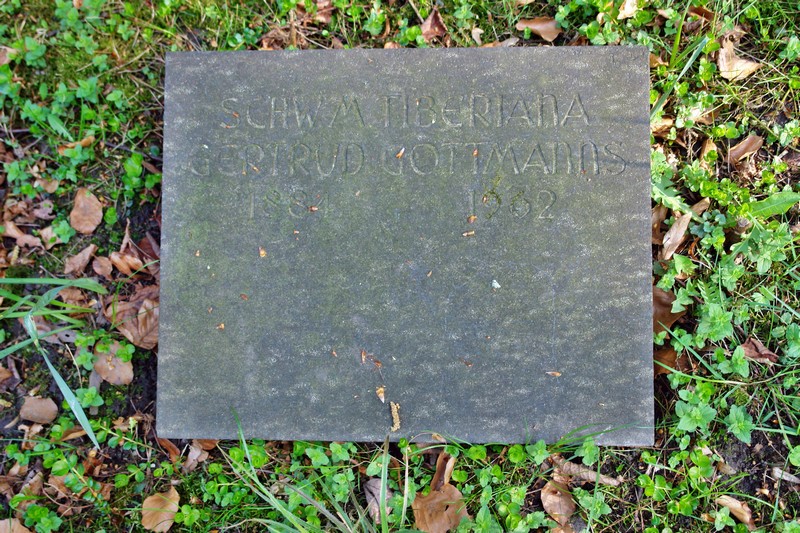 SCHW·M·TIBERIANA
GERTRUD GOTTMANNS
1884 1962